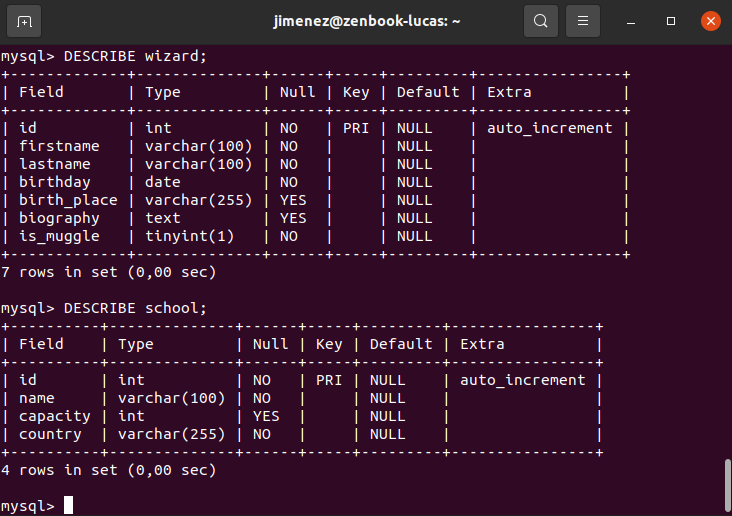 jimenez@zenbook-lucas: ~
mysql> DESCRIBE wizard;
+-------------+--------------+------+-----+---------+----------------+
| Field       | Type         | Null | Key | Default | Extra          |
+-------------+--------------+------+-----+---------+----------------+
| id          | int          | NO   | PRI | NULL    | auto_increment |
| firstname   | varchar(100) | NO   |     | NULL    |                |
| lastname    | varchar(100) | NO   |     | NULL    |                |
| birthday    | date         | NO   |     | NULL    |                |
| birth_place | varchar(255) | YES  |     | NULL    |                |
| biography   | text         | YES  |     | NULL    |                |
| is_muggle   | tinyint(1)   | NO   |     | NULL    |                |
+-------------+--------------+------+-----+---------+----------------+
7 rows in set (0,00 sec)
mysql> DESCRIBE school;
+----------+--------------+------+-----+---------+----------------+
| Field    | Type         | Null | Key | Default | Extra          |
+----------+--------------+------+-----+---------+----------------+
| id       | int          | NO   | PRI | NULL    | auto_increment |
| name     | varchar(100) | NO   |     | NULL    |                |
| capacity | int          | YES  |     | NULL    |                |
| country  | varchar(255) | NO   |     | NULL    |                |
+----------+--------------+------+-----+---------+----------------+
4 rows in set (0,00 sec)
mysql>